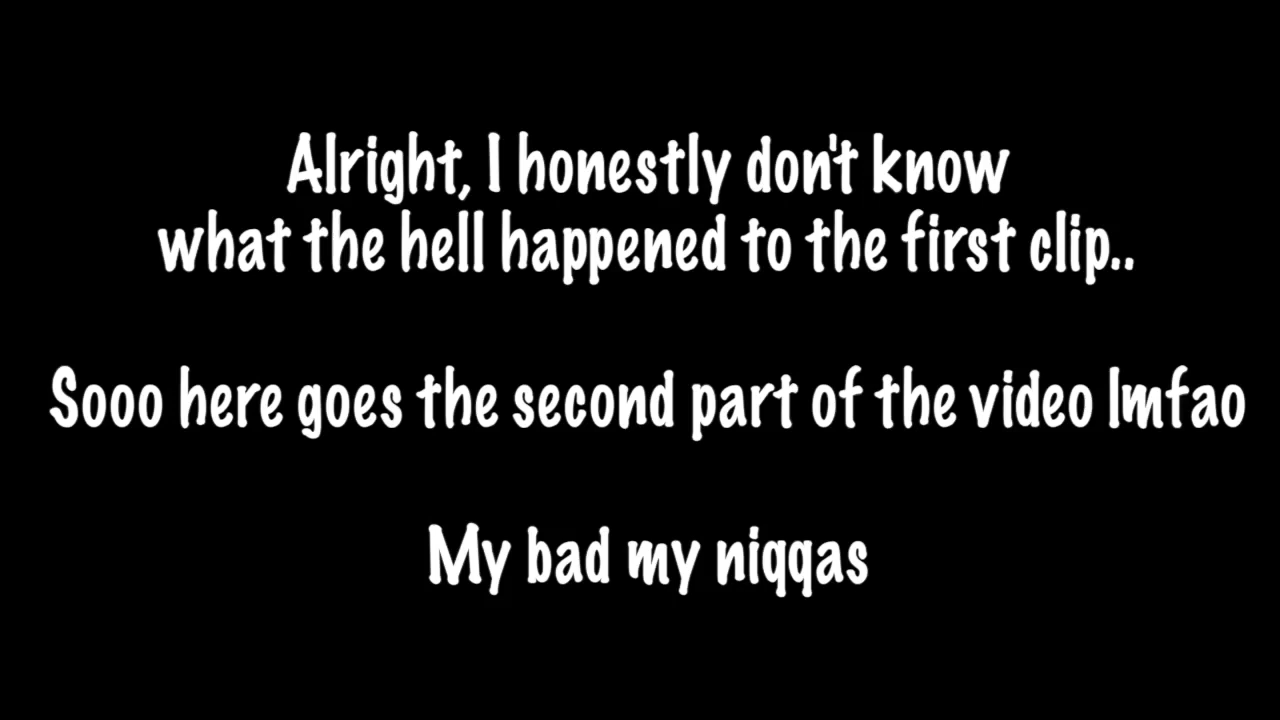 Alright, I honestly don't know
what the hell happened to the first clip..
Sooo here goes the second part of the video lmfao
My bad my niqqas